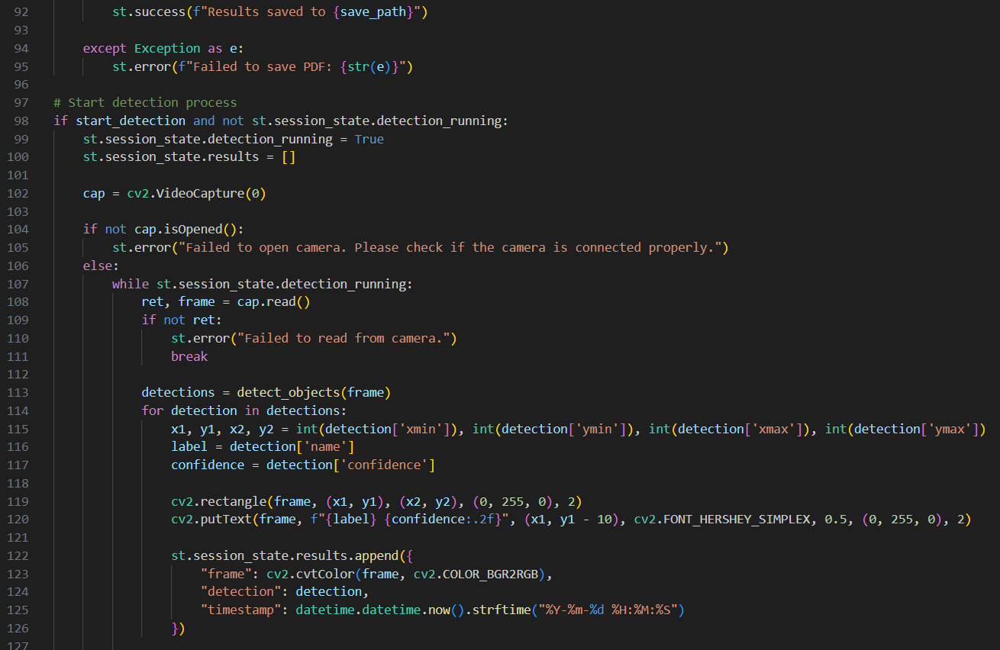 92 st.success(f"Results saved to {save_path}")
93
94 except Exception as e:
95 st.error(f"Failed to save PDF: {str(e)}")
96
97 # Start detection process
98 if start_detection and not st.session_state.detection_running:
99 st.session_state.detection_running = True
100 st.session_state.results = []
101
102 cap = cv2.VideoCapture(0)
103
104 if not cap.isOpened():
105 st.error("Failed to open camera. Please check if the camera is connected properly.")
106 else:
107 while st.session_state.detection_running:
108 ret, frame = cap.read()
109 if not ret:
110 st.error("Failed to read from camera.")
111 break
112
113 detections = detect_objects(frame)
114 for detection in detections:
115 x1, y1, x2, y2 = int(detection['xmin']), int(detection['ymin']), int(detection['xmax']), int(detection['ymax'])
116 label = detection['name']
117 confidence = detection['confidence']
118
119 cv2.rectangle(frame, (x1, y1), (x2, y2), (0, 255, 0), 2)
120 cv2.putText(frame, f"{label} {confidence:.2f}", (x1, y1 - 10), cv2.FONT_HERSHEY_SIMPLEX, 0.5, (0, 255, 0), 2)
121
122 st.session_state.results.append({
123 "frame": cv2.cvtColor(frame, cv2.COLOR_BGR2RGB),
124 "detection": detection,
125 "timestamp": datetime.datetime.now().strftime("%Y-%m-%d %H:%M:%S")
126 })
127